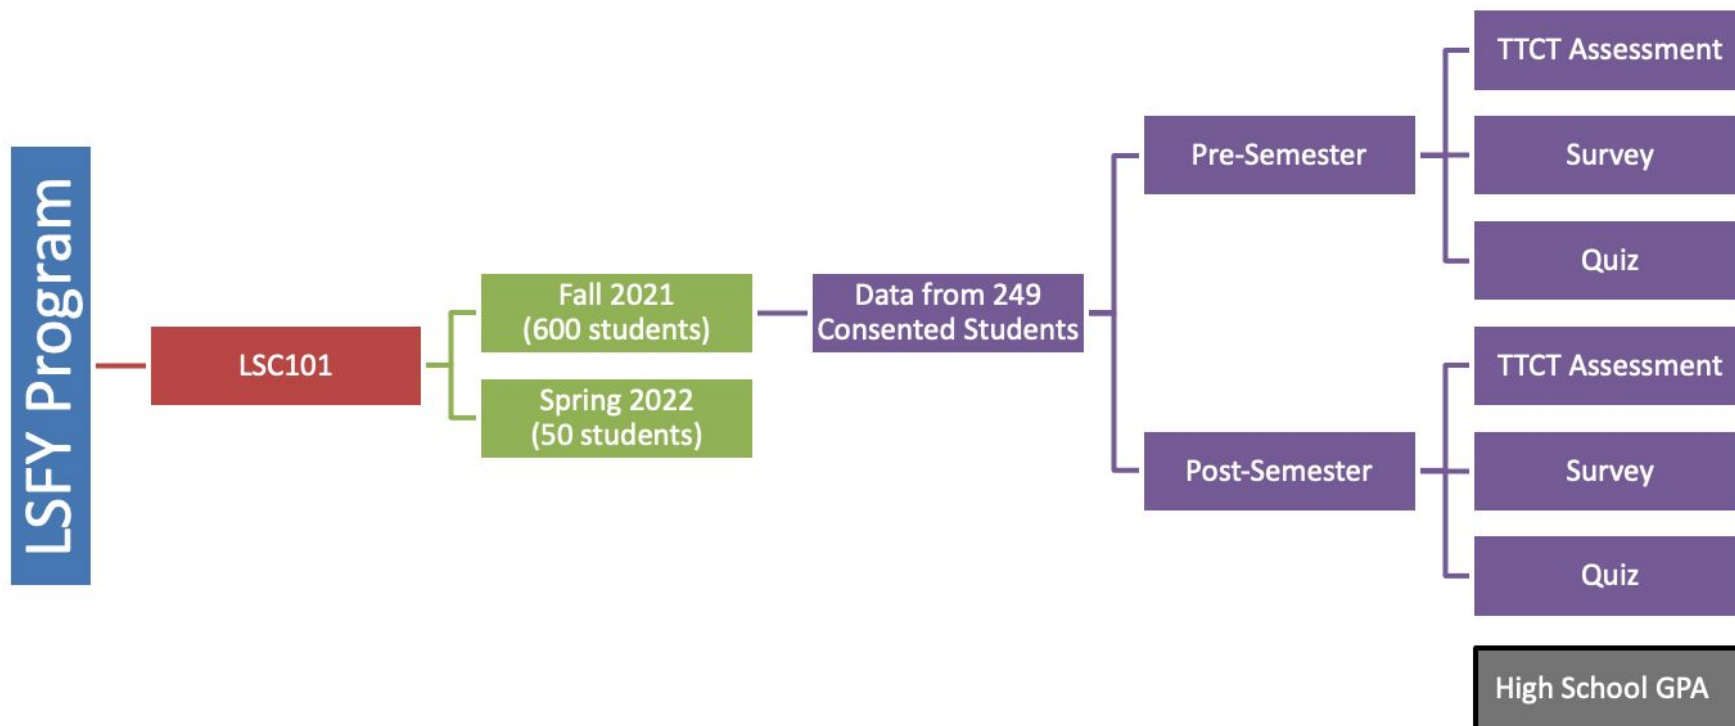 LSFY Program
LSC101
Fall 2021
(600 students)
Spring 2022
(50 students)
Data from 249
Consented Students
Pre-Semester
TTCT Assessment
Survey
Quiz
Post-Semester
TTCT Assessment
Survey
Quiz
High School GPA